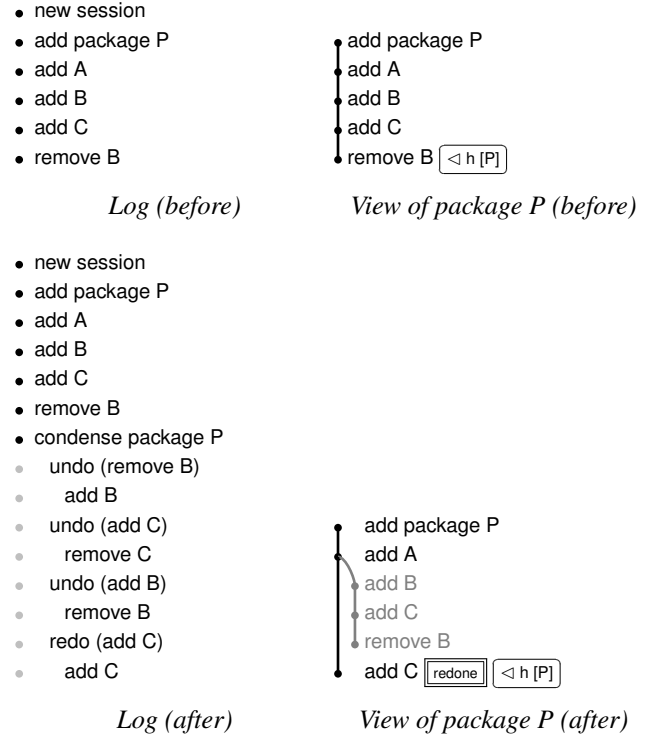 new session
add package P
add A
add B
add C
remove B
add package P
add A
add B
add C
remove B ◁ h [P]
Log (before)
View of package P (before)
new session
add package P
add A
add B
add C
remove B
condense package P
undo (remove B)
add B
undo (add C)
remove C
undo (add B)
remove B
redo (add C)
add C
add package P
add A
add B
add C
remove B
add C redone ◁ h [P]
Log (after)
View of package P (after)